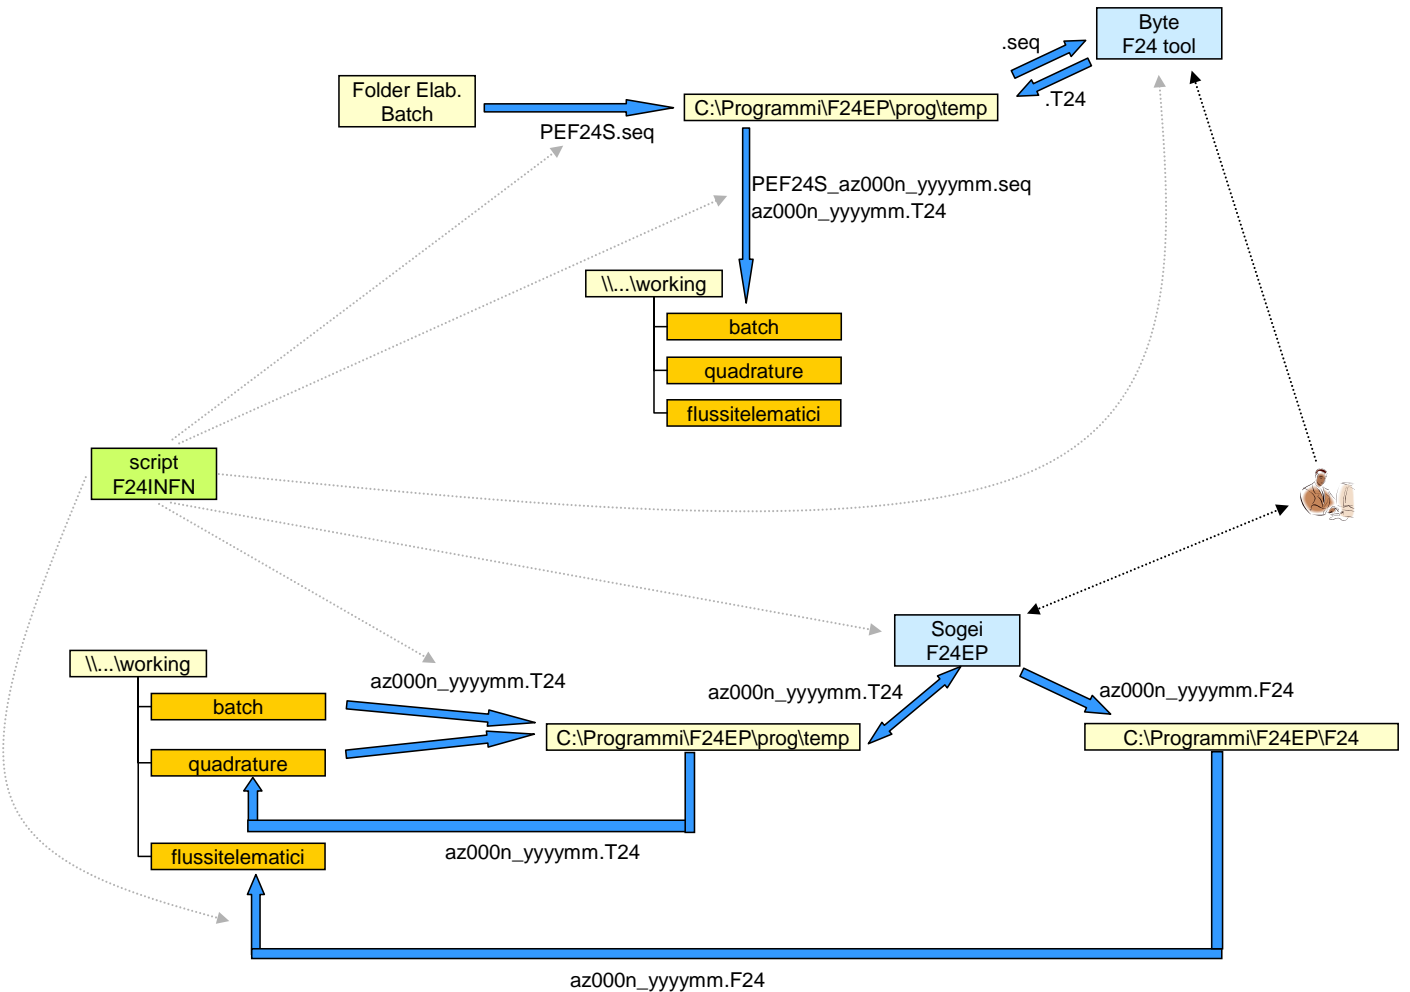 Byte
F24 tool
.seq
.T24
Folder Elab.
Batch
C:\Programmi\F24EP\prog\temp
PEF24S.seq
PEF24S_az000n_yyyymm.seq
az000n_yyyymm.T24
\\...\working
batch
quadrature
flussitelematici
script
F24INFN
Sogei
F24EP
\\...\working
az000n_yyyymm.T24
az000n_yyyymm.T24
az000n_yyyymm.F24
batch
C:\Programmi\F24EP\prog\temp
C:\Programmi\F24EP\F24
quadrature
az000n_yyyymm.T24
flussitelematici
az000n_yyyymm.F24